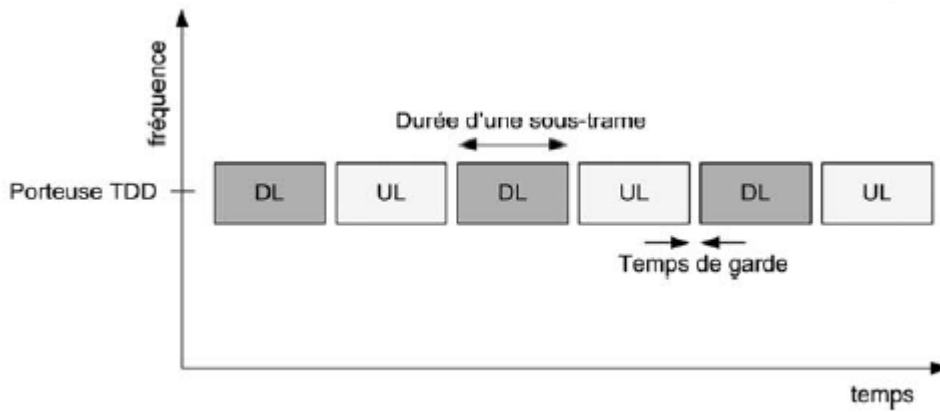 fréquence
Durée d'une sous-trame
Porteuse TDD
DL
UL
DL
UL
DL
UL
Temps de garde
temps